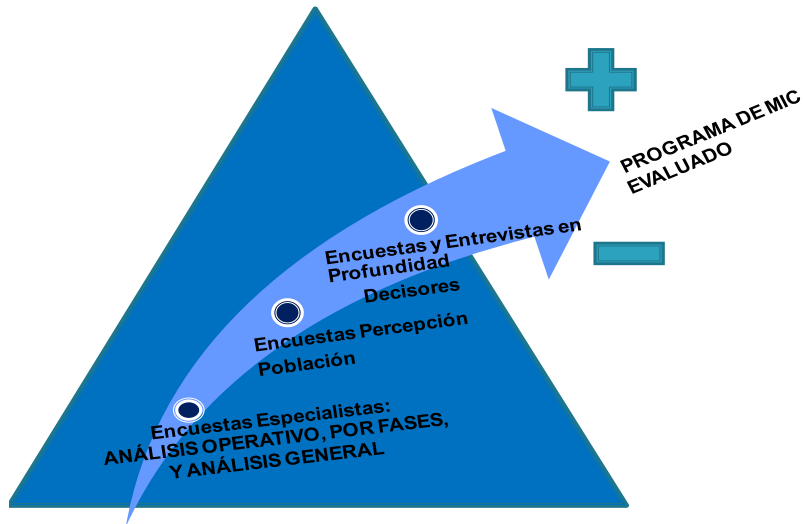 PROGRAMA DE MIC
EVALUADO
Encuestas y Entrevistas en
Profundidad
Decisores
Encuestas Percepción
Población
Encuestas Especialistas:
ANÁLISIS OPERATIVO, POR FASES,
Y ANÁLISIS GENERAL